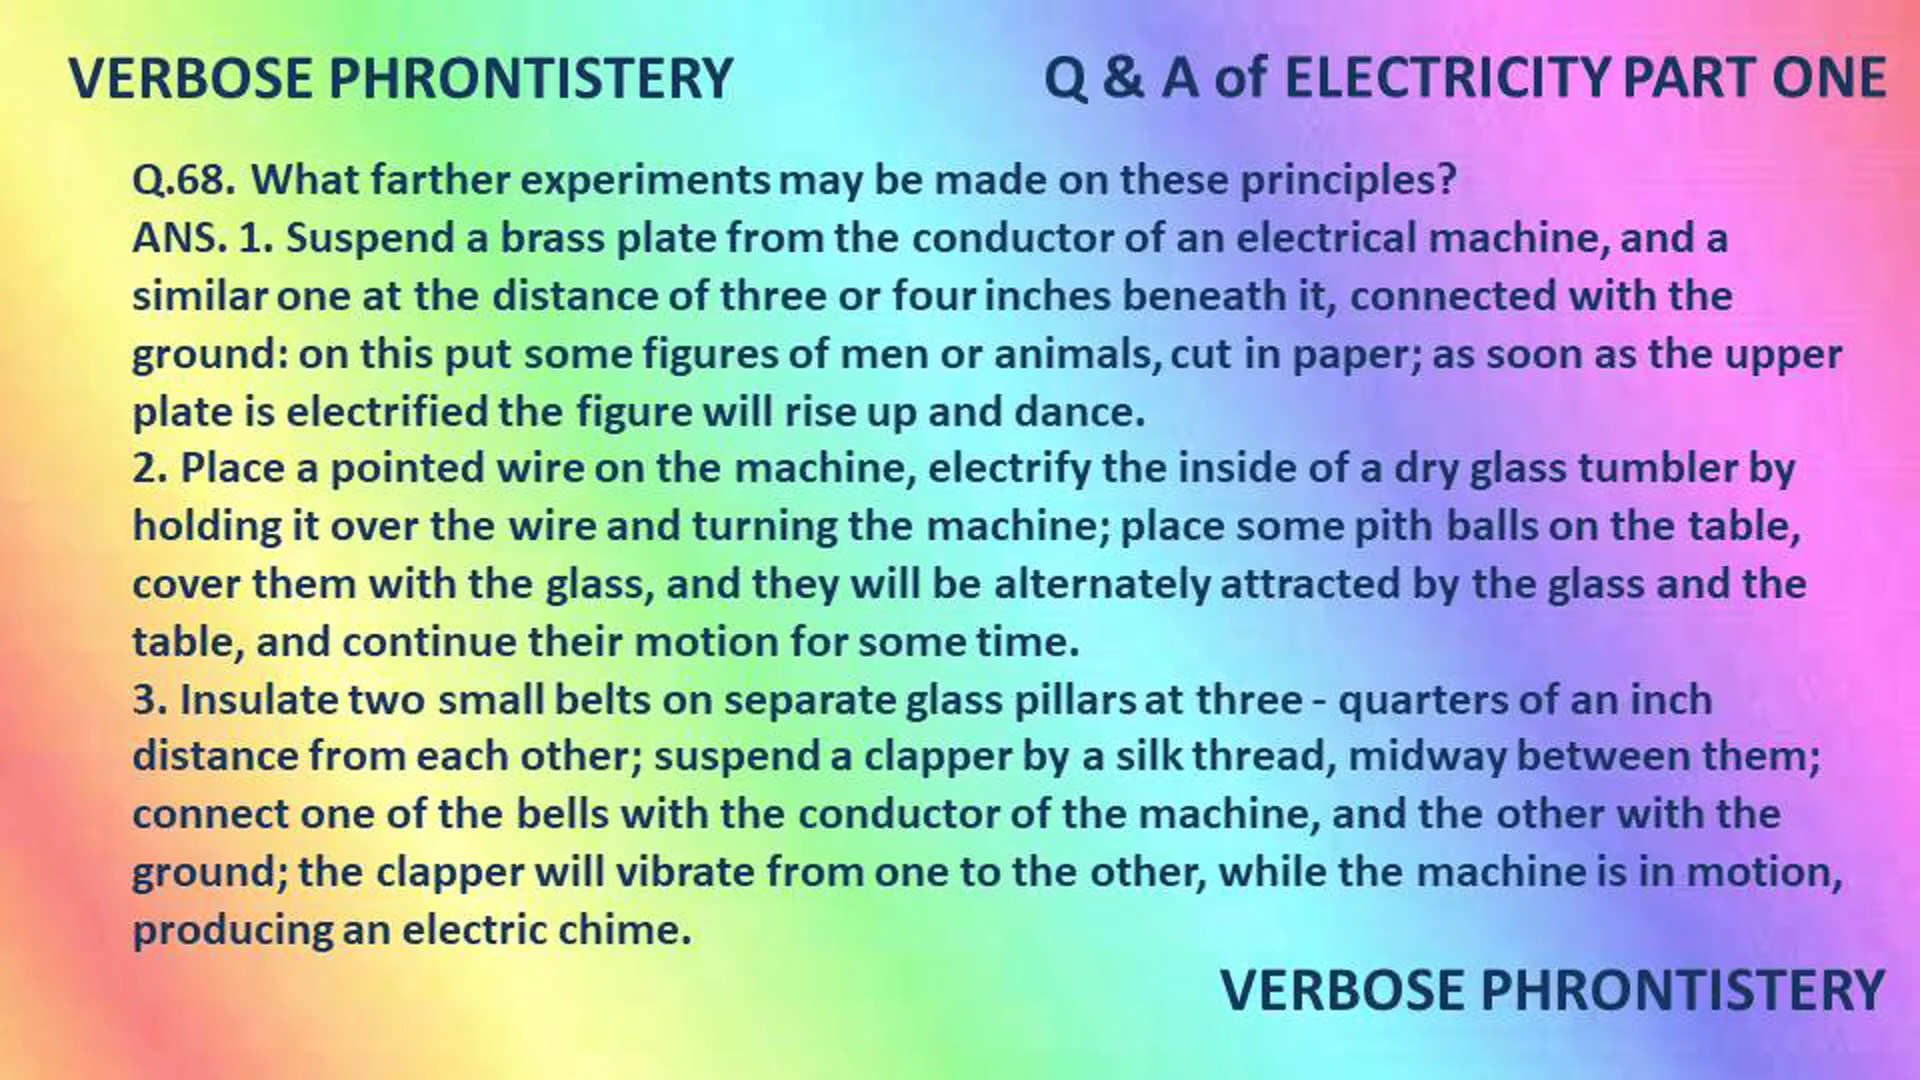 VERBOSE PHRONTISTERY
Q & A of ELECTRICITY PART ONE
Q.68. What farther experiments may be made on these principles?
ANS. 1. Suspend a brass plate from the conductor of an electrical machine, and a
similar one at the distance of three or four inches beneath it, connected with the
ground: on this put some figures of men or animals, cut in paper; as soon as the upper
plate is electrified the figure will rise up and dance.
2. Place a pointed wire on the machine, electrify the inside of a dry glass tumbler by
holding it over the wire and turning the machine; place some pith balls on the table,
cover them with the glass, and they will be alternately attracted by the glass and the
table, and continue their motion for some time.
3. Insulate two small belts on separate glass pillars at three - quarters of an inch
distance from each other; suspend a clapper by a silk thread, midway between them;
connect one of the bells with the conductor of the machine, and the other with the
ground; the clapper will vibrate from one to the other, while the machine is in motion,
producing an electric chime.
VERBOSE PHRONTISTERY